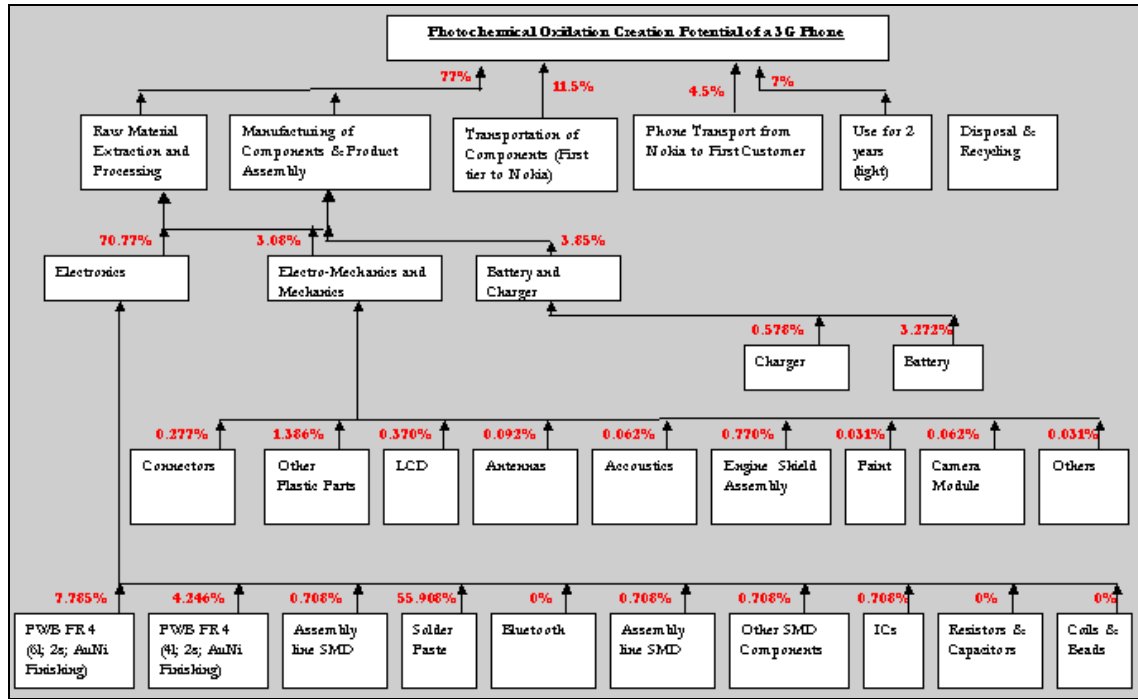 Photochemical Oxidation Creation Potential of a 3G Phone
77%
11.5%
4.5%
7%
Raw Material
Extraction and
Processing
Manufacturing of
Components & Product
Assembly
Transportation of
Components (First
tier to Nokia)
Phone Transport from
Nokia to First Customer
Use for 2
years
(light)
Disposal &
Recycling
70.77%
3.08%
3.85%
Electronics
Electro-Mechanics and
Mechanics
Battery and
Charger
0.578%
3.272%
Charger
Battery
0.277%
1.386%
0.370%
0.092%
0.062%
0.770%
0.031%
0.062%
0.031%
Connectors
Other
Plastic Parts
LCD
Antennas
Accoustics
Engine Shield
Assembly
Paint
Camera
Module
Others
7.785%
4.246%
0.708%
55.908%
0%
0.708%
0.708%
0.708%
0%
0%
PWB FR4
(6l; 2s; AuNi
Finishing)
PWB FR4
(4l; 2s; AuNi
Finishing)
Assembly
line SMD
Solder
Paste
Bluetooth
Assembly
line SMD
Other SMD
Components
ICs
Resistors &
Capacitors
Coils &
Beads